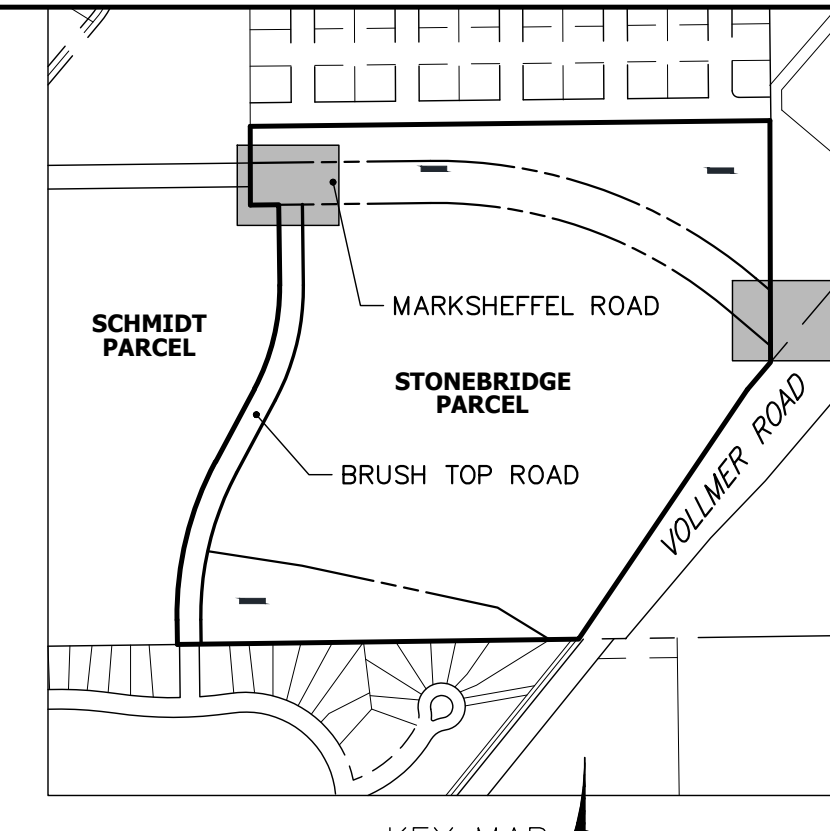 MARKSHEFFEL ROAD
SCHMIDT
PARCEL
STONEBRIDGE
PARCEL
BRUSH TOP ROAD
VOLLMER ROAD
KEY MAP